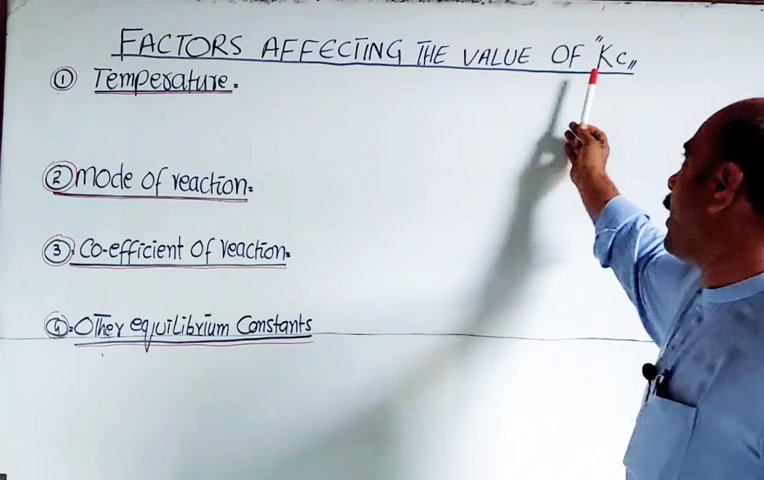 FACTORS AFFECTING THE VALUE OF "Kc„
① Temperature.
② Mode of reaction.
③ Co-efficient of reaction.
④. Other equilibrium Constants